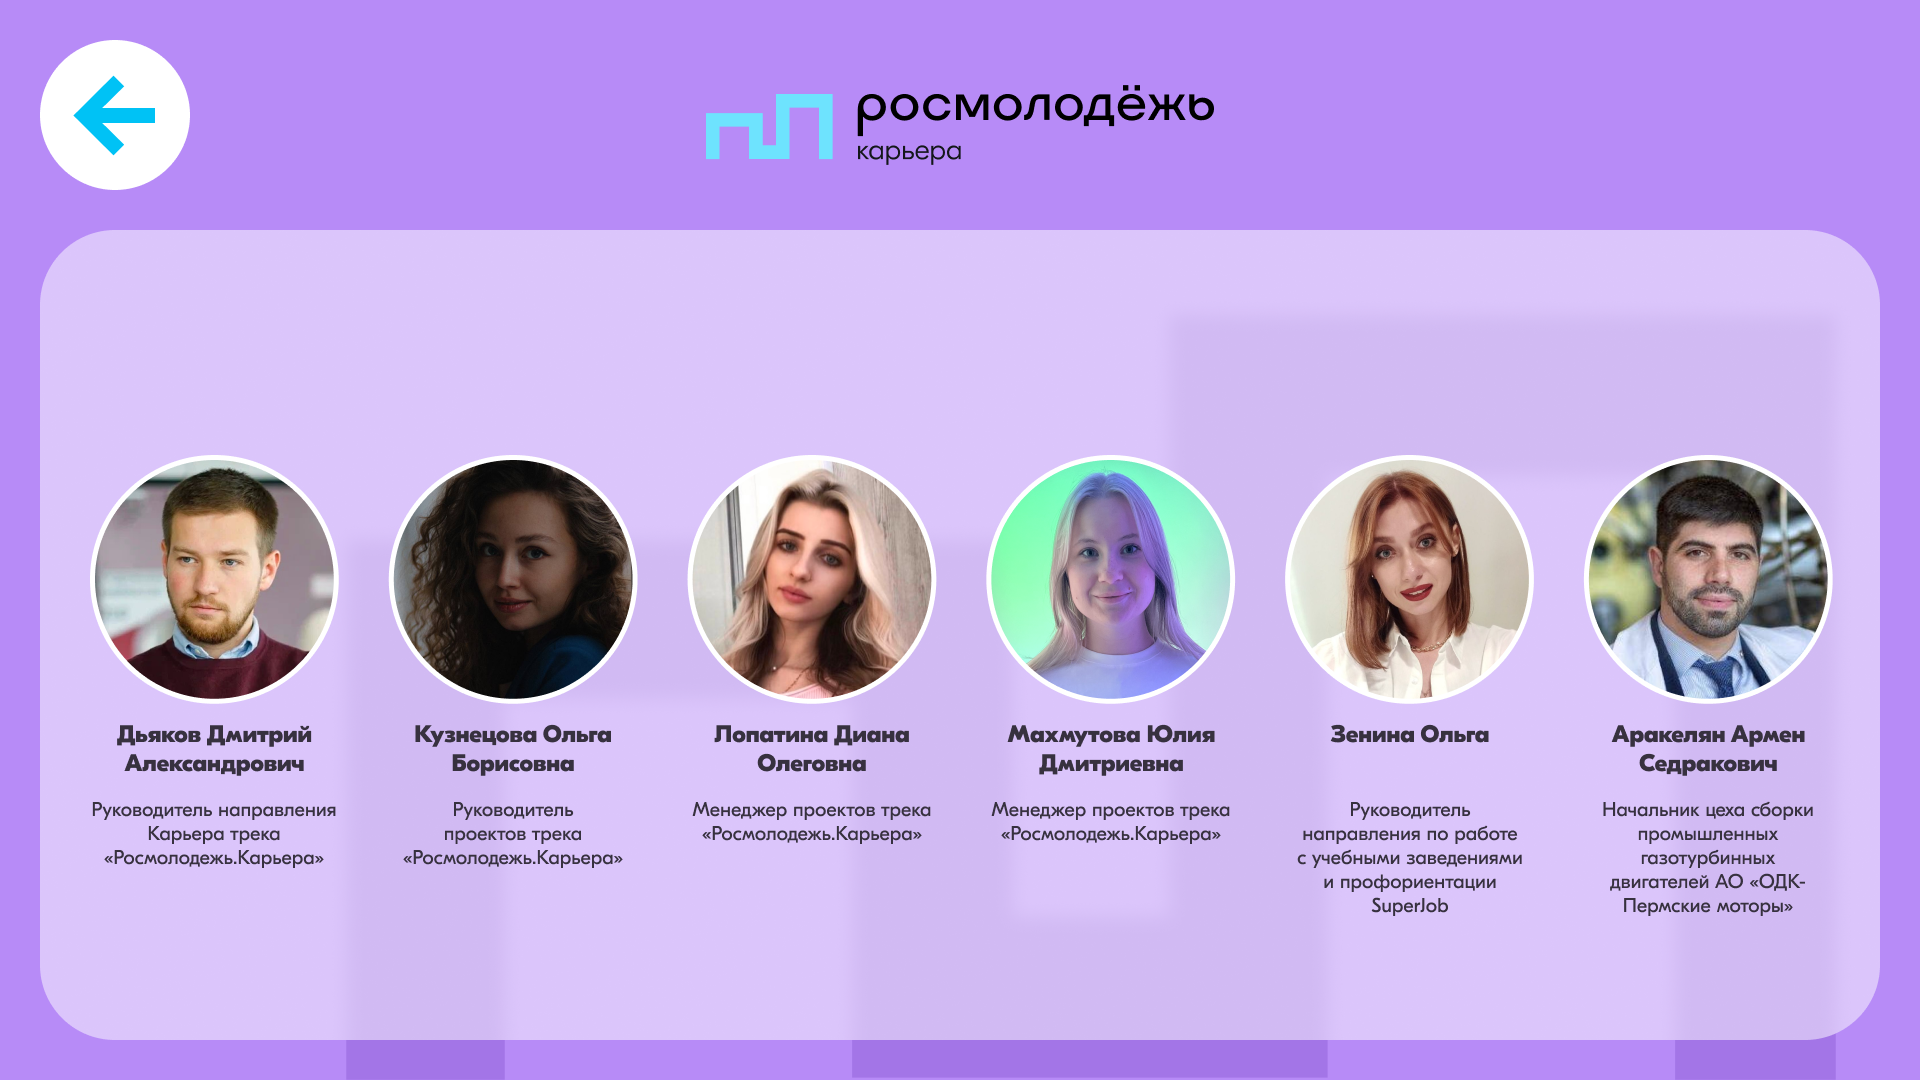 росмолодёжь
карьера
Дьяков Дмитрий
Александрович
Руководитель направления
Карьера трека
«Росмолодежь.Карьера»
Кузнецова Ольга
Борисовна
Руководитель
проектов трека
«Росмолодежь.Карьера»
Лопатина Диана
Олеговна
Менеджер проектов трека
«Росмолодежь.Карьера»
Махмутова Юлия
Дмитриевна
Менеджер проектов трека
«Росмолодежь.Карьера»
Зенина Ольга
Руководитель
направления по работе
с учебными заведениями
и профориентации
SuperJob
Аракелян Армен
Седракович
Начальник цеха сборки
промышленных
газотурбинных
двигателей АО «ОДК-
Пермские моторы»